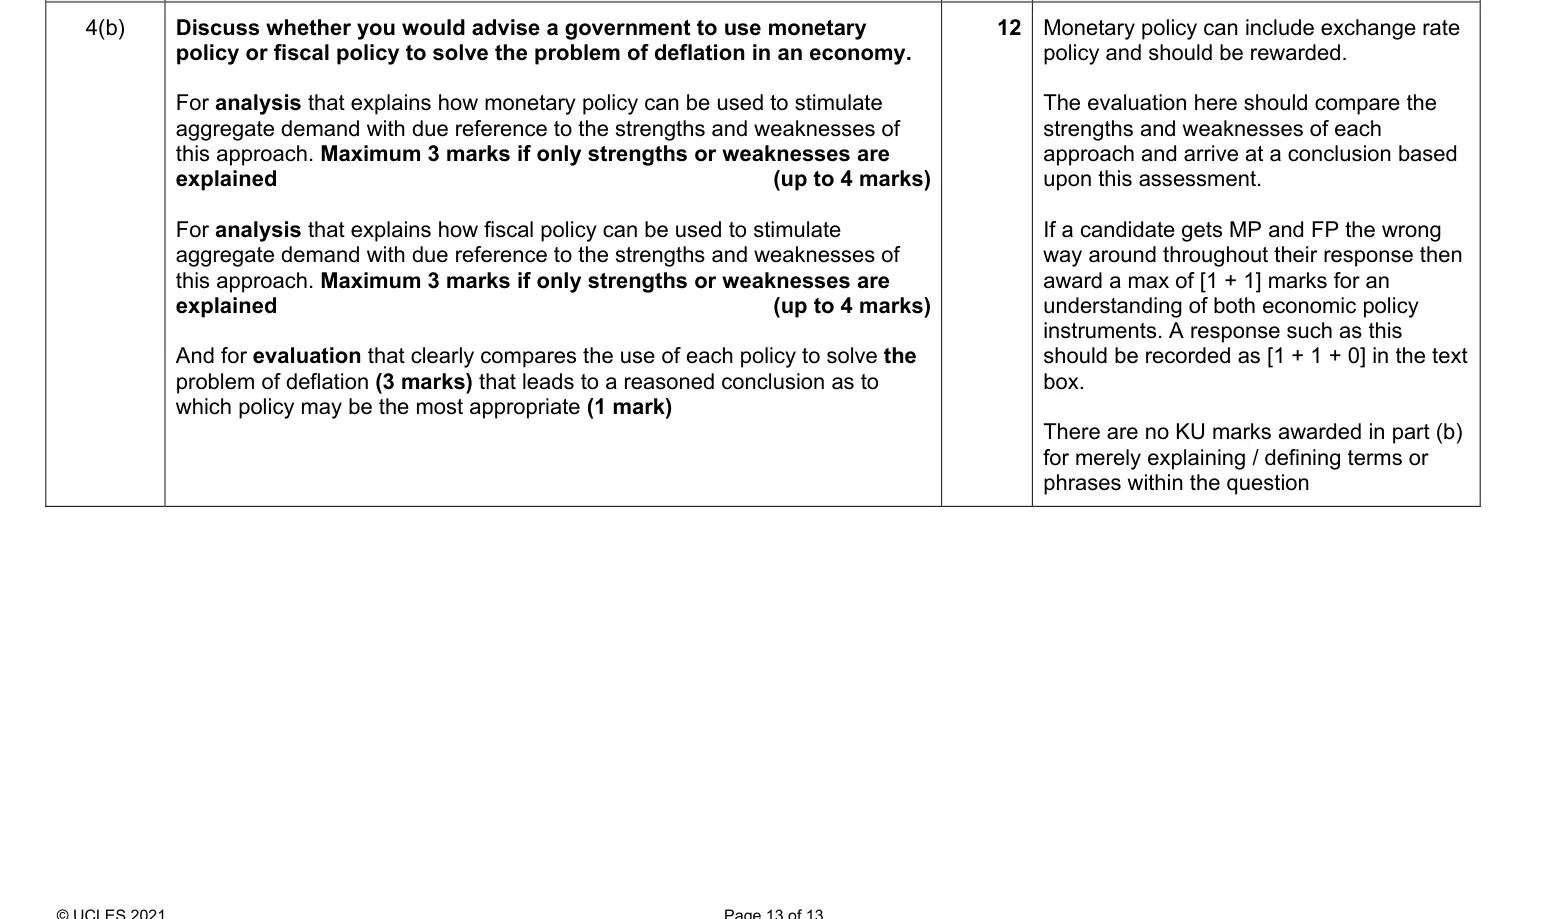 4(b)
Discuss whether you would advise a government to use monetary
policy or fiscal policy to solve the problem of deflation in an economy.
For analysis that explains how monetary policy can be used to stimulate
aggregate demand with due reference to the strengths and weaknesses of
this approach. Maximum 3 marks if only strengths or weaknesses are
explained (up to 4 marks)
For analysis that explains how fiscal policy can be used to stimulate
aggregate demand with due reference to the strengths and weaknesses of
this approach. Maximum 3 marks if only strengths or weaknesses are
explained (up to 4 marks)
And for evaluation that clearly compares the use of each policy to solve the
problem of deflation (3 marks) that leads to a reasoned conclusion as to
which policy may be the most appropriate (1 mark)
12
Monetary policy can include exchange rate
policy and should be rewarded.
The evaluation here should compare the
strengths and weaknesses of each
approach and arrive at a conclusion based
upon this assessment.
If a candidate gets MP and FP the wrong
way around throughout their response then
award a max of [1 + 1] marks for an
understanding of both economic policy
instruments. A response such as this
should be recorded as [1 + 1 + 0] in the text
box.
There are no KU marks awarded in part (b)
for merely explaining / defining terms or
phrases within the question
© UCLES 2021
Page 13 of 13